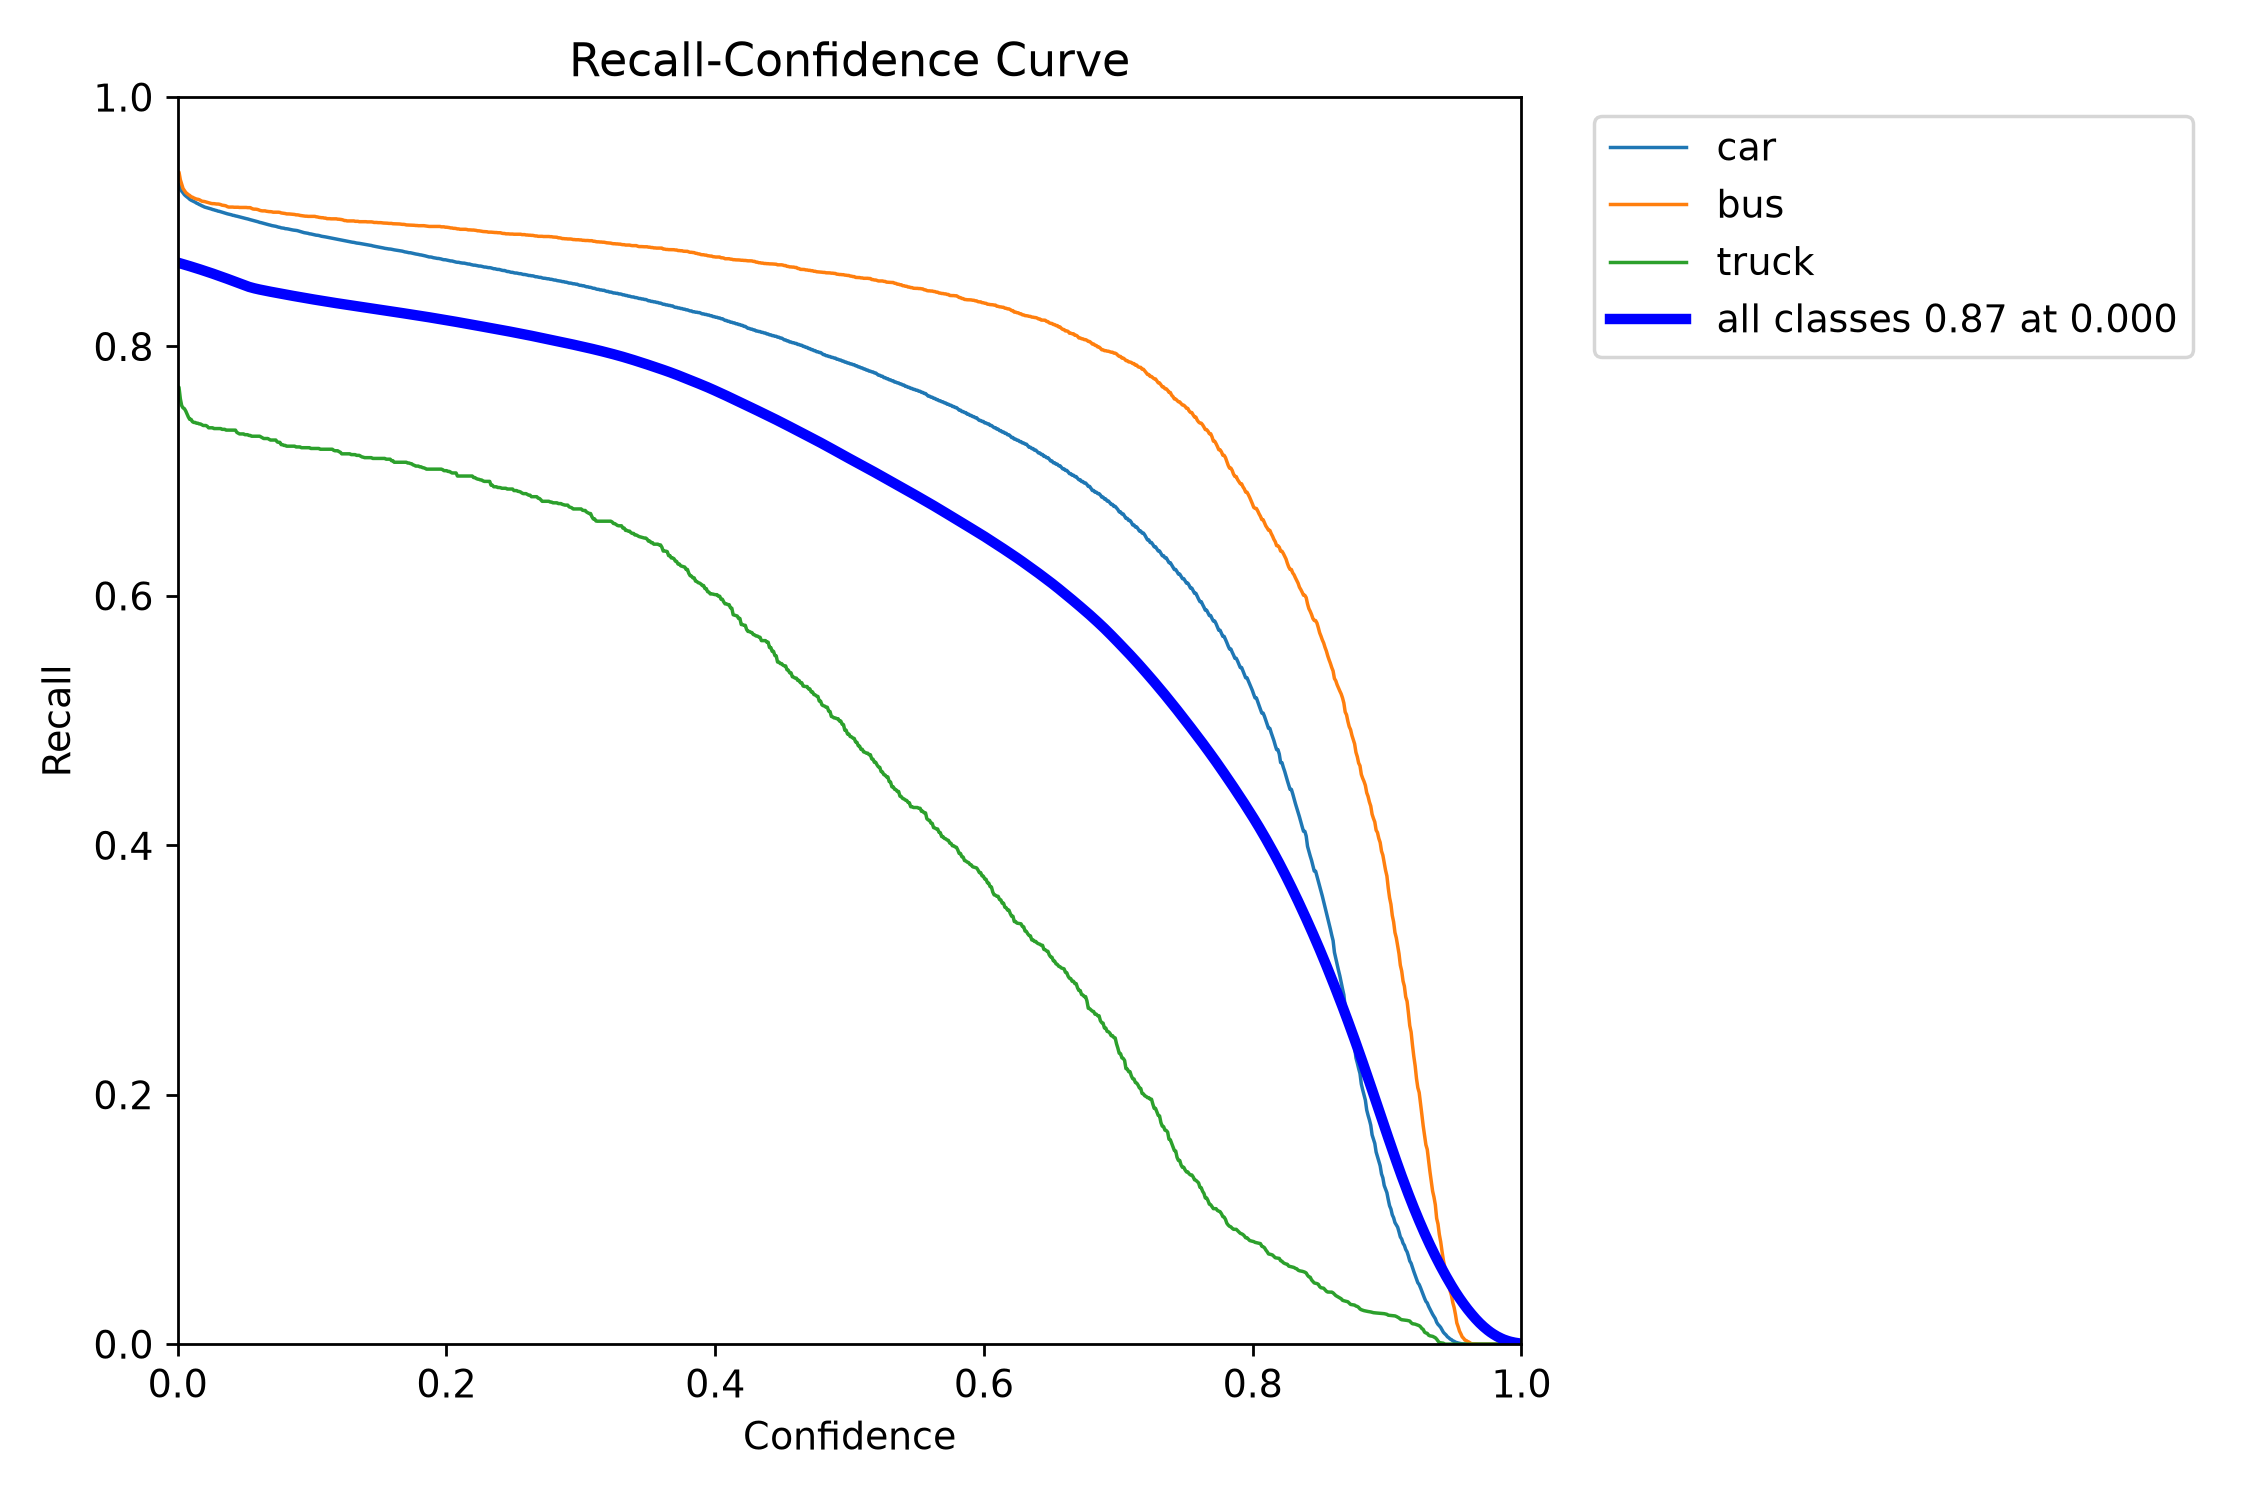 Recall-Confidence Curve
1.0
0.8
0.6
0.4
0.2
0.0
Recall
0.0 0.2 0.4 0.6 0.8 1.0
Confidence
car
bus
truck
all classes 0.87 at 0.000